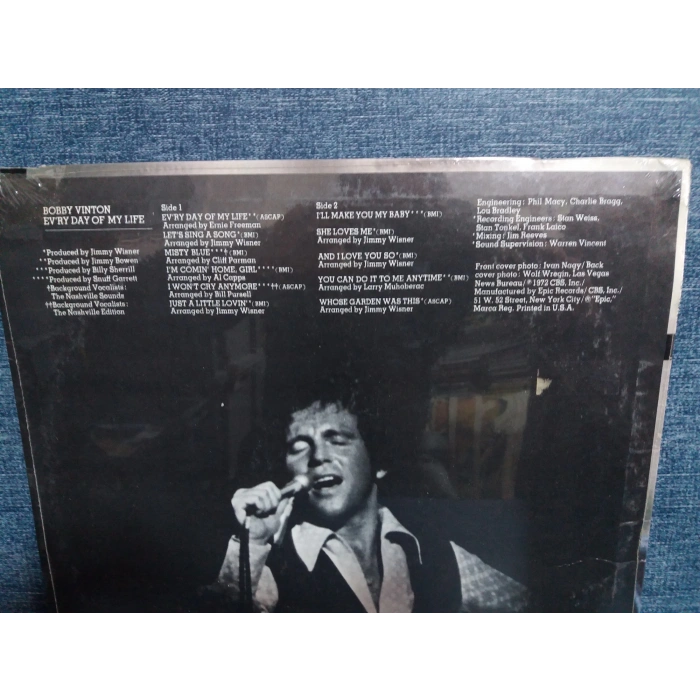 BOBBY VINTON
EV'RY DAY OF MY LIFE
*Produced by Jimmy Wisner
**Produced by Jimmy Bowen
***Produced by Billy Sherrill
****Produced by Snuff Garrett
†Background Vocalists:
The Nashville Sounds
††Background Vocalists:
The Nashville Edition
Side 1
EV'RY DAY OF MY LIFE** (ASCAP)
Arranged by Ernie Freeman
LET'S SING A SONG* (BMI)
Arranged by Jimmy Wisner
MISTY BLUE***† (BMI)
Arranged by Cliff Parman
I'M COMIN' HOME, GIRL**** (BMI)
Arranged by Al Capps
I WON'T CRY ANYMORE***†† (ASCAP)
Arranged by Bill Pursell
JUST A LITTLE LOVIN'* (BMI)
Arranged by Jimmy Wisner
Side 2
I'LL MAKE YOU MY BABY*** (BMI)
SHE LOVES ME* (BMI)
Arranged by Jimmy Wisner
AND I LOVE YOU SO* (BMI)
Arranged by Jimmy Wisner
YOU CAN DO IT TO ME ANYTIME** (BMI)
Arranged by Larry Muhoberac
WHOSE GARDEN WAS THIS* (ASCAP)
Arranged by Jimmy Wisner
Engineering: Phil Macy, Charlie Bragg,
Lou Bradley
*Recording Engineers: Stan Weiss,
Stan Tonkel, Frank Laico
*Mixing: Jim Reeves
*Sound Supervision: Warren Vincent
Front cover photo: Ivan Nagy/Back
cover photo: Wolf Wregin, Las Vegas
News Bureau/℗ 1972 CBS, Inc./
Manufactured by Epic Records/CBS, Inc./
51 W. 52 Street, New York City/® "Epic,"
Marca Reg. Printed in U.S.A.